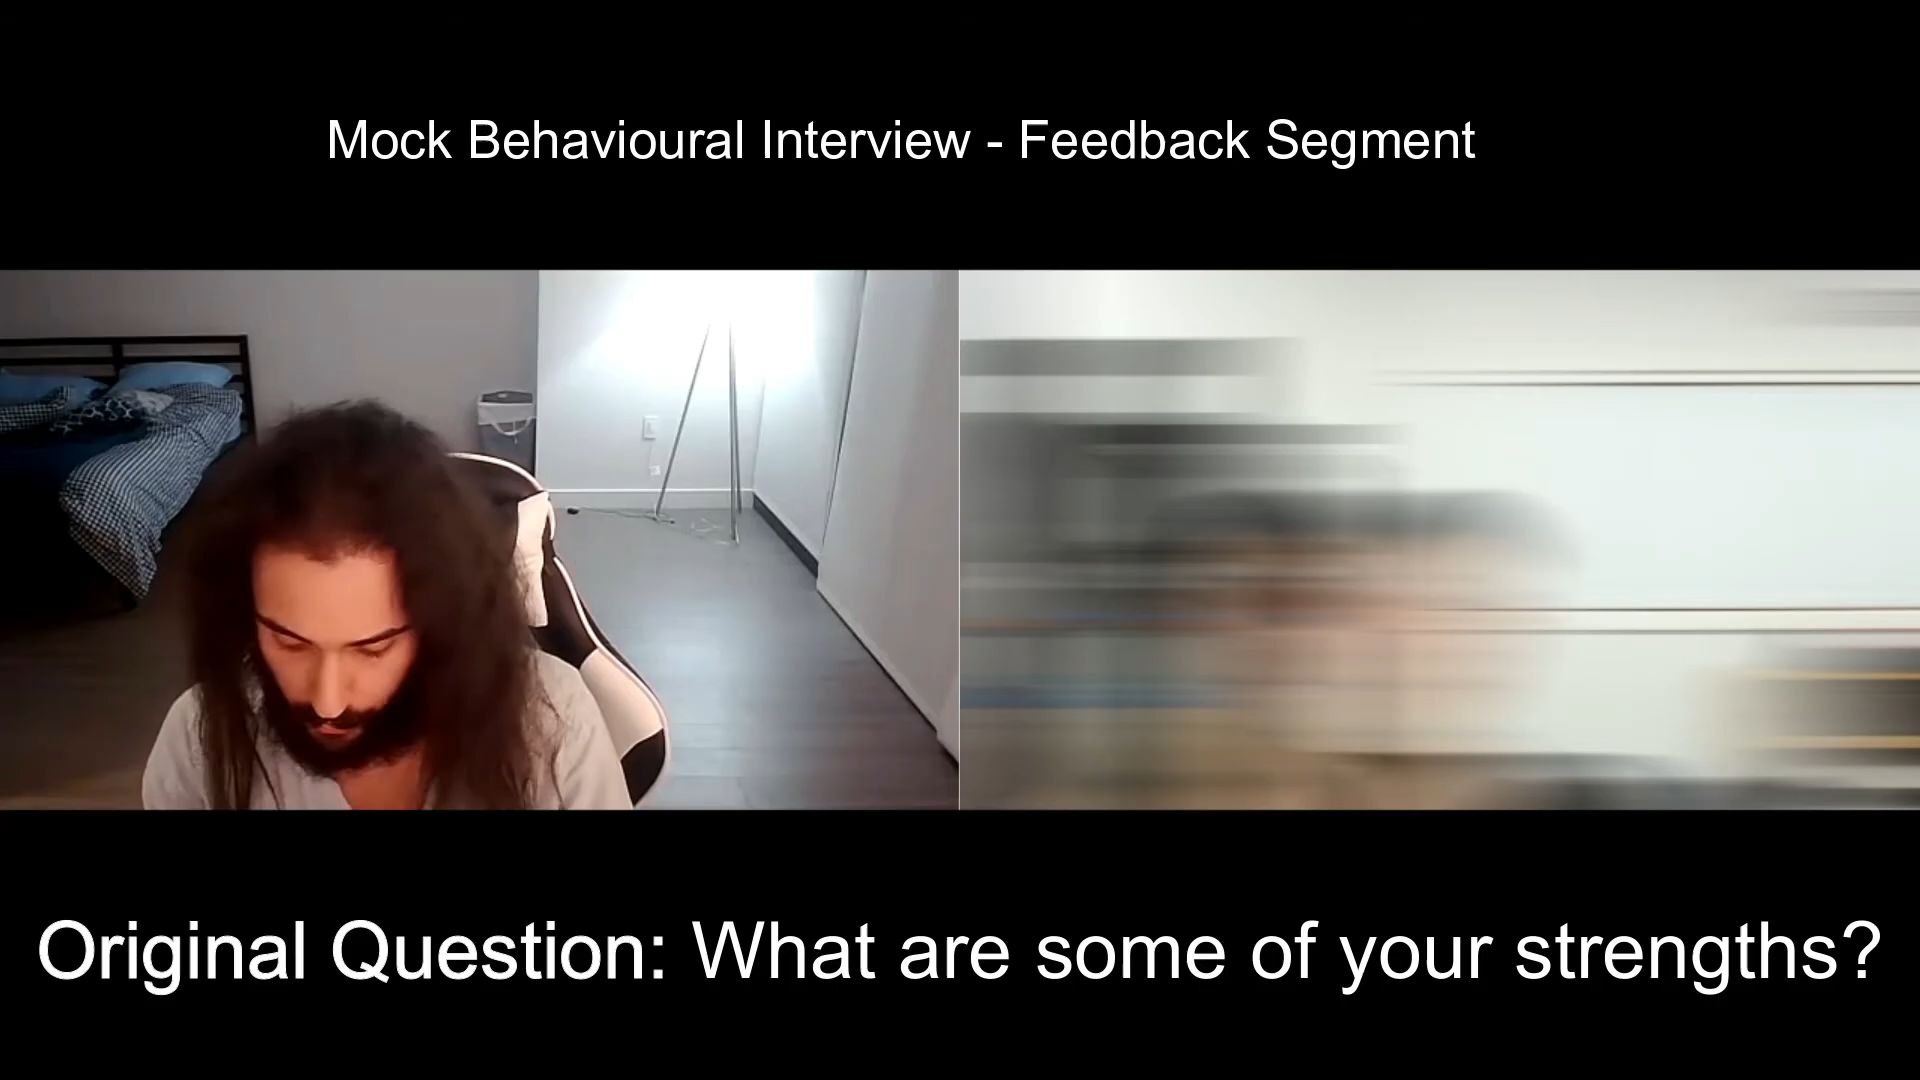 Mock Behavioural Interview - Feedback Segment
Original Question: What are some of your strengths?